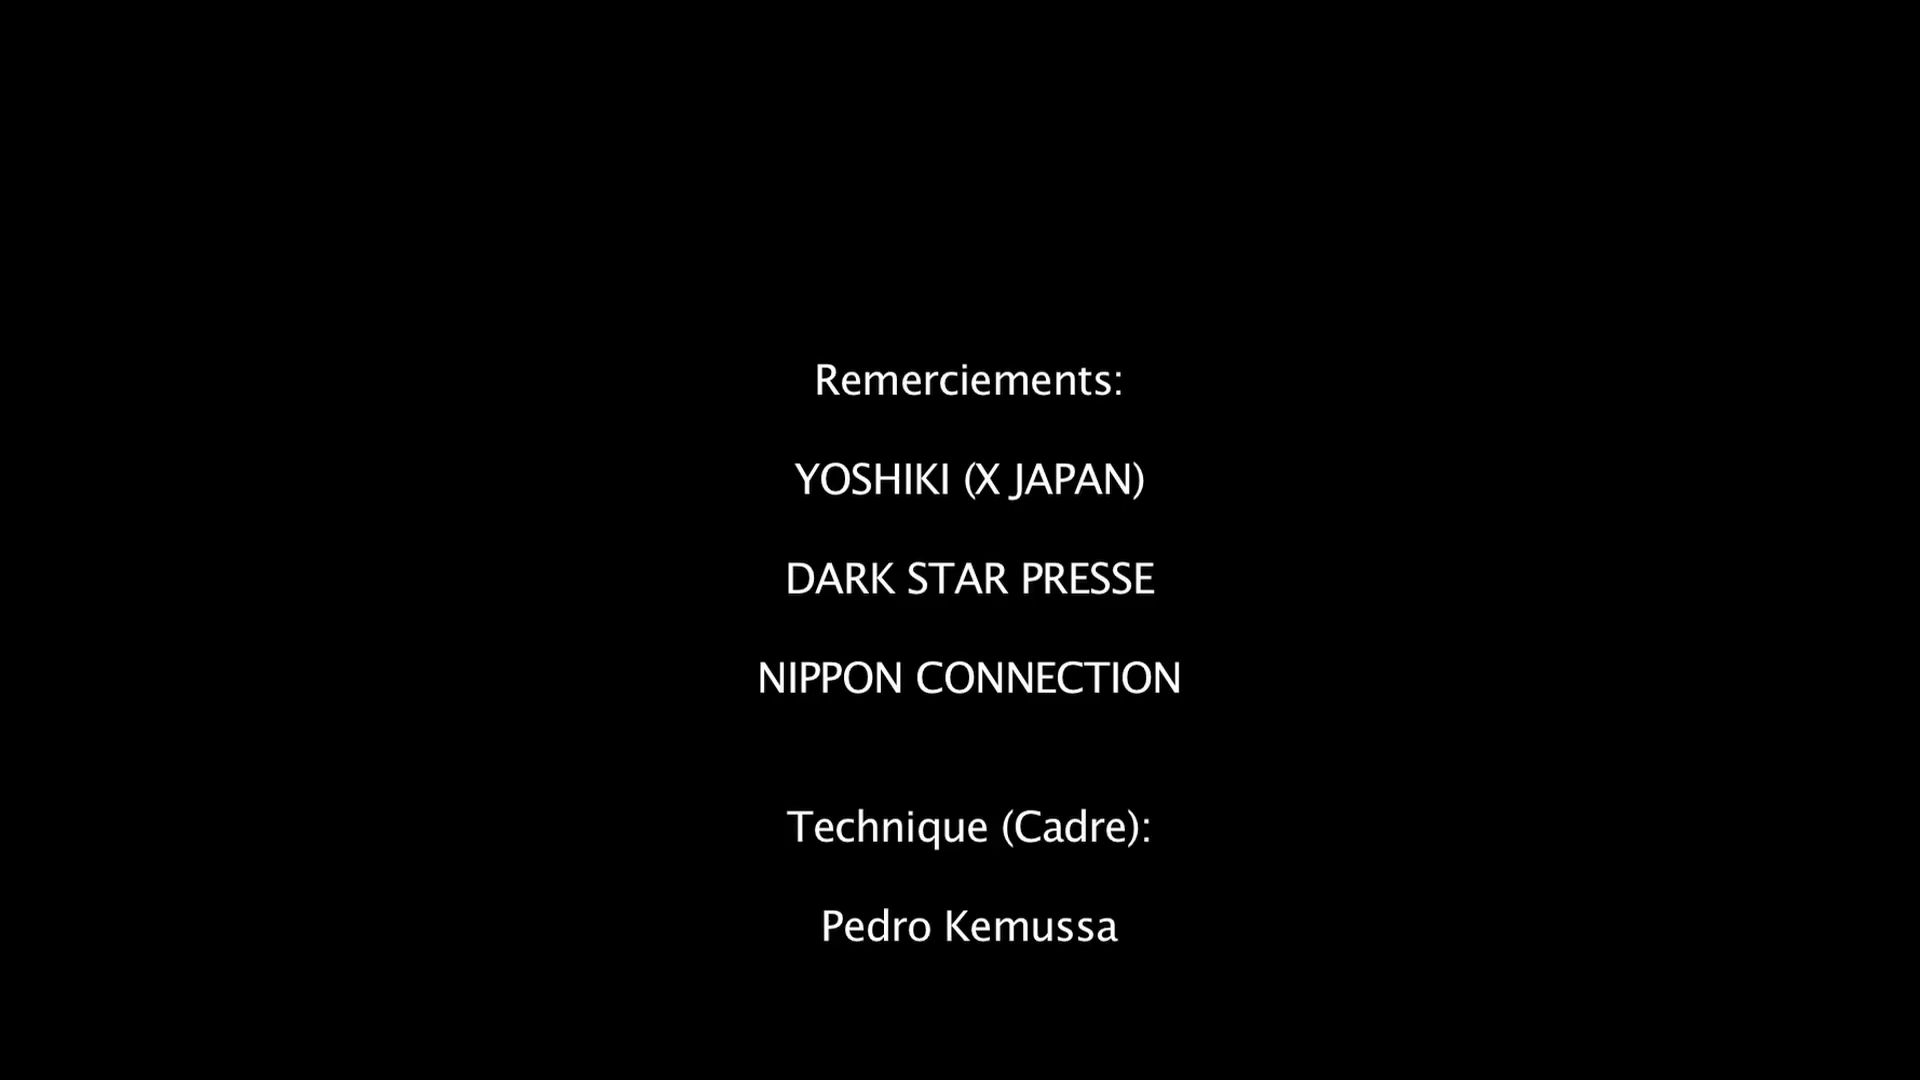 Remerciements:
YOSHIKI (X JAPAN)
DARK STAR PRESSE
NIPPON CONNECTION
Technique (Cadre):
Pedro Kemussa